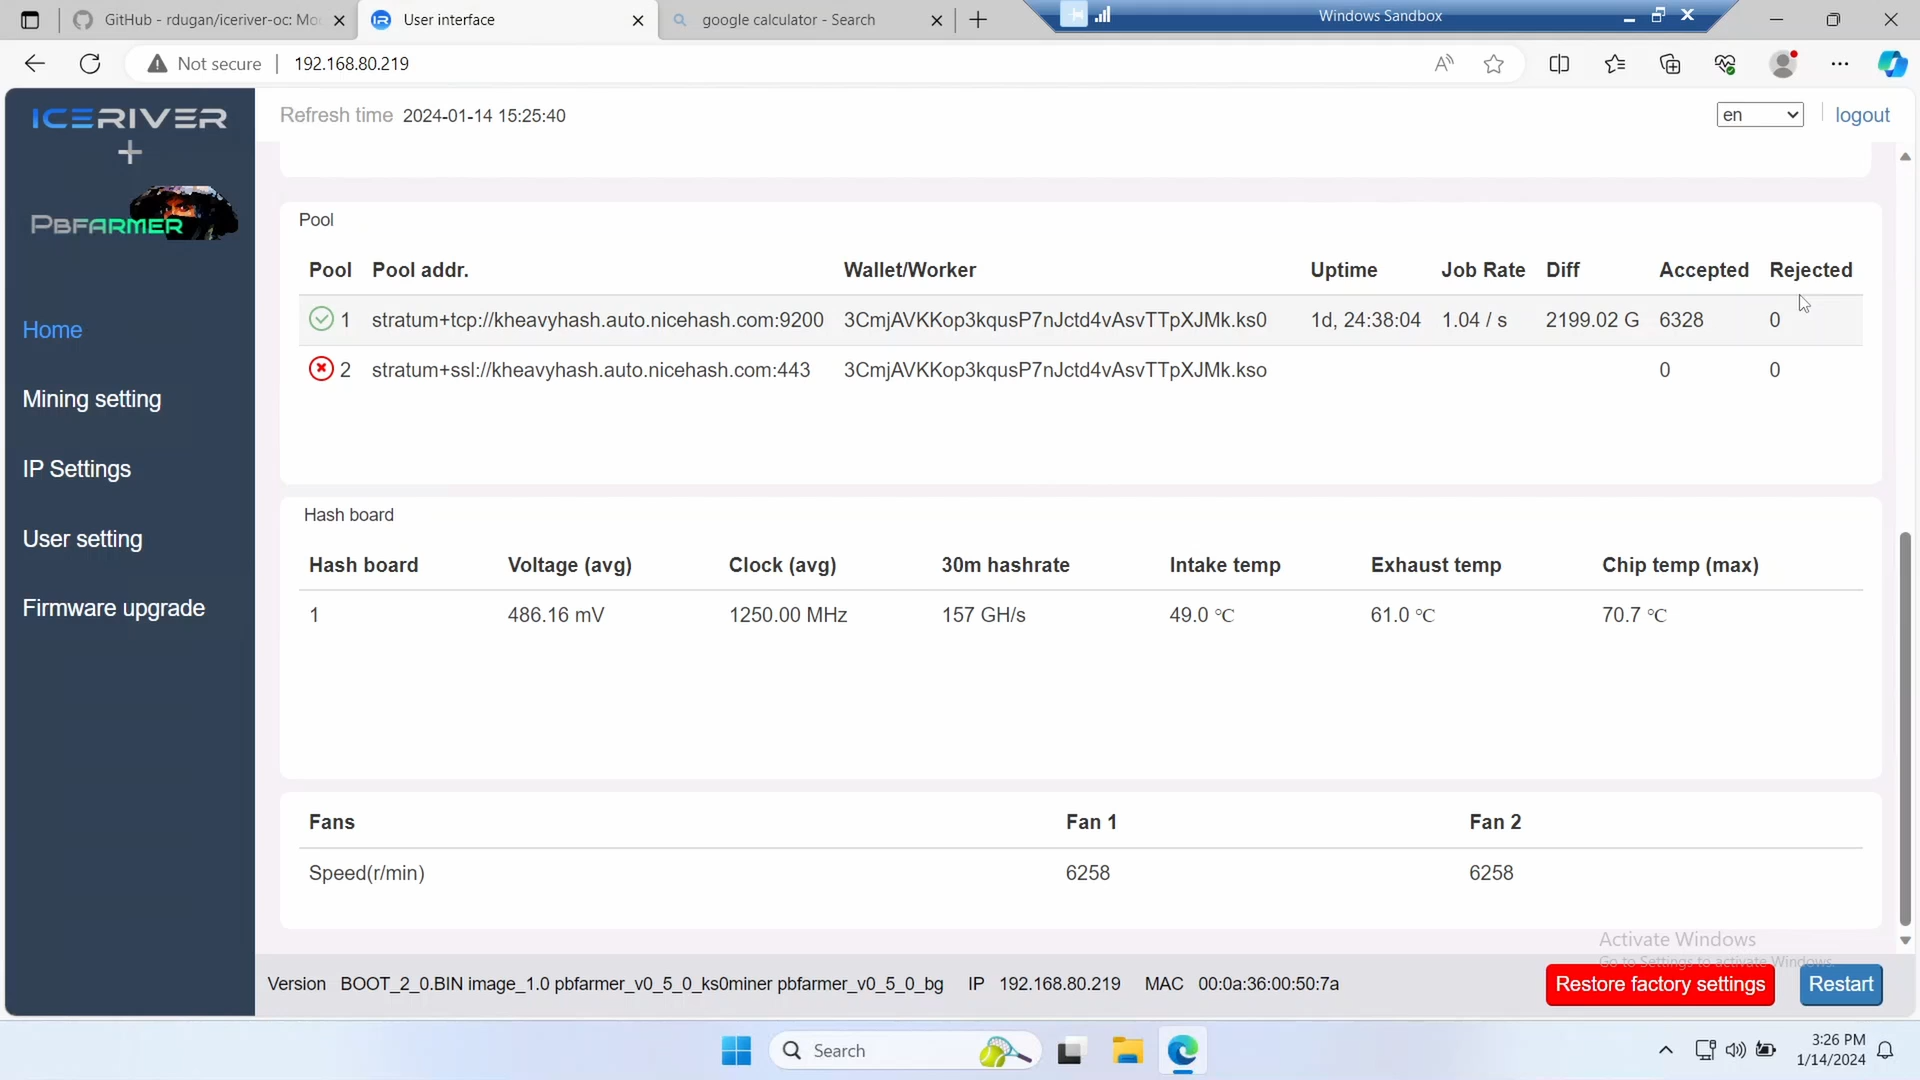 GitHub - rdugan/iceriver-oc: Mo
User interface
google calculator - Search
Windows Sandbox
Not secure
192.168.80.219
ICERIVER
+
PBFARMER
Refresh time 2024-01-14 15:25:40
en
logout
Home
Mining setting
IP Settings
User setting
Firmware upgrade
Pool
Pool Pool addr. Wallet/Worker Uptime Job Rate Diff Accepted Rejected
1 stratum+tcp://kheavyhash.auto.nicehash.com:9200 3CmjAVKKop3kqusP7nJctd4vAsvTTpXJMk.ks0 1d, 24:38:04 1.04 / s 2199.02 G 6328 0
2 stratum+ssl://kheavyhash.auto.nicehash.com:443 3CmjAVKKop3kqusP7nJctd4vAsvTTpXJMk.kso 0 0
Hash board
Hash board Voltage (avg) Clock (avg) 30m hashrate Intake temp Exhaust temp Chip temp (max)
1 486.16 mV 1250.00 MHz 157 GH/s 49.0 ℃ 61.0 ℃ 70.7 ℃
Fans Fan 1 Fan 2
Speed(r/min) 6258 6258
Activate Windows
Go to Settings to activate Windows.
Version BOOT_2_0.BIN image_1.0 pbfarmer_v0_5_0_ks0miner pbfarmer_v0_5_0_bg IP 192.168.80.219 MAC 00:0a:36:00:50:7a
Restore factory settings
Restart
Search
3:26 PM
1/14/2024